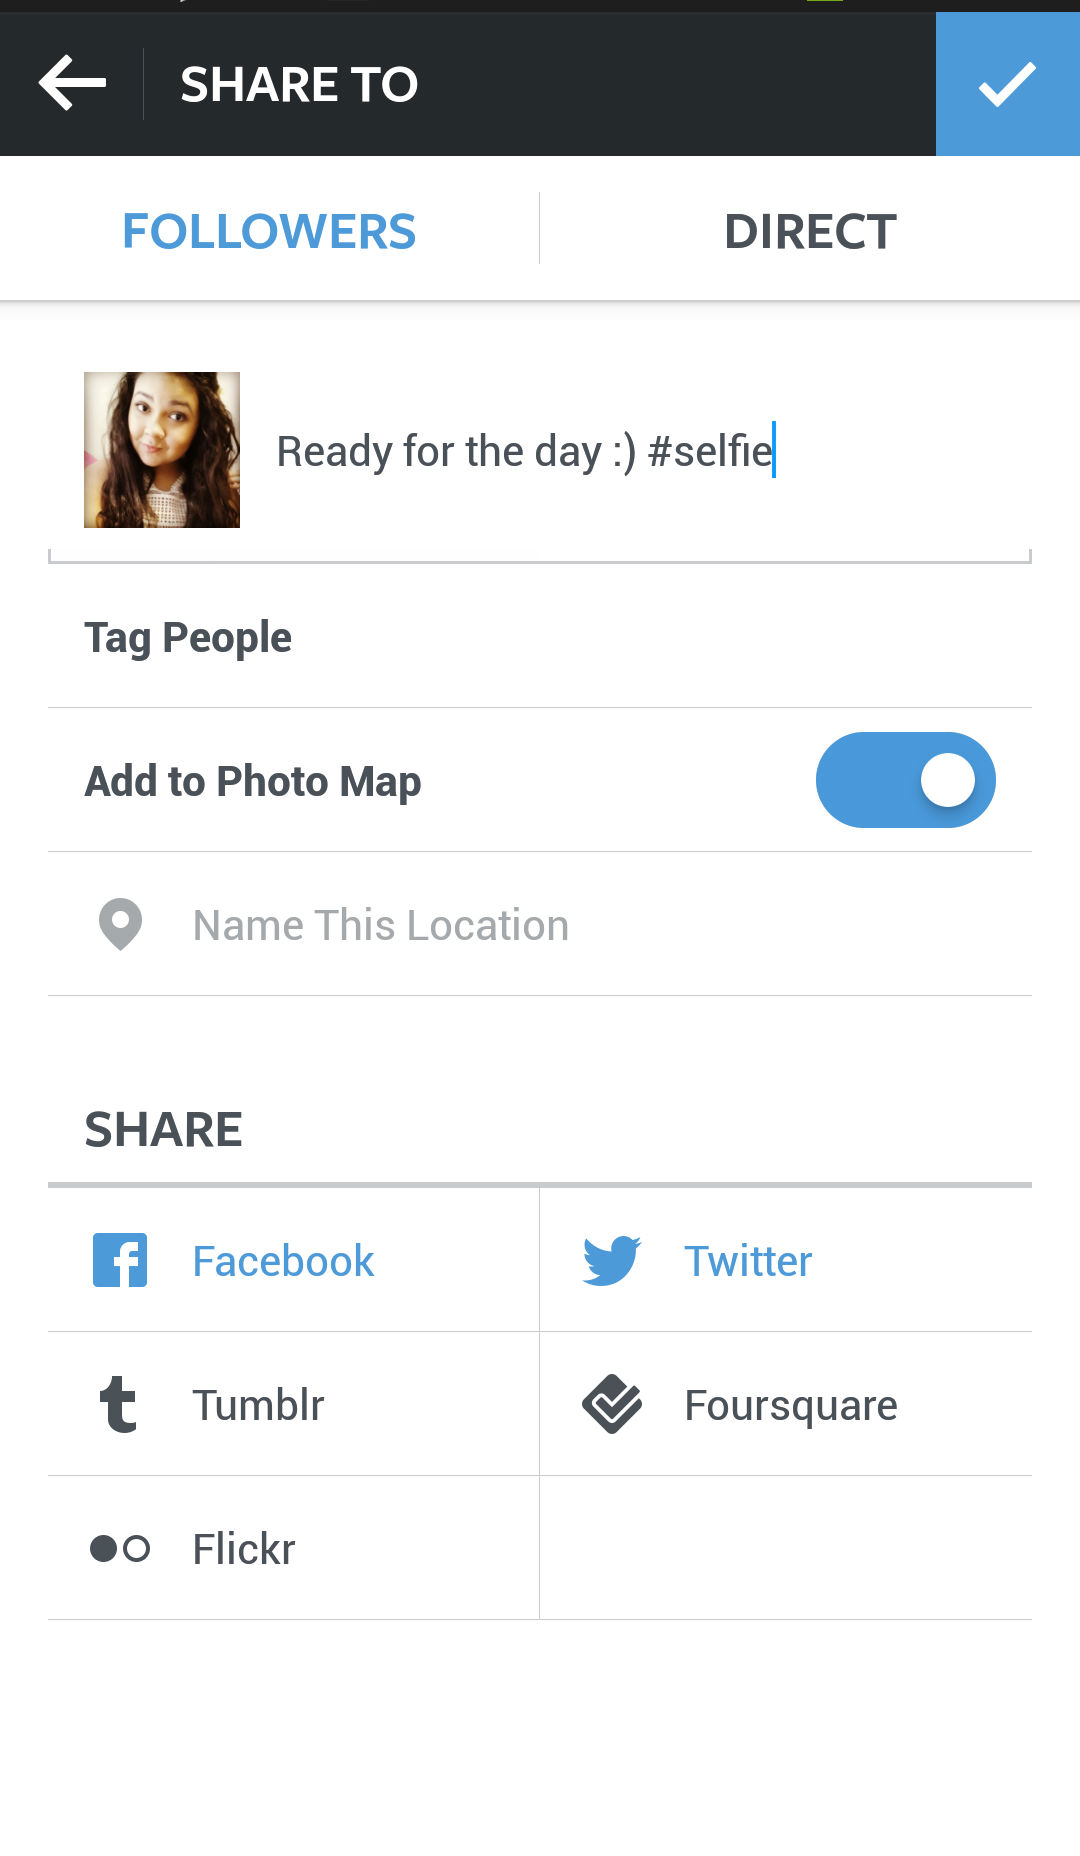 SHARE TO
FOLLOWERS
DIRECT
Ready for the day :) #selfie
Tag People
Add to Photo Map
Name This Location
SHARE
Facebook
Twitter
Tumblr
Foursquare
Flickr